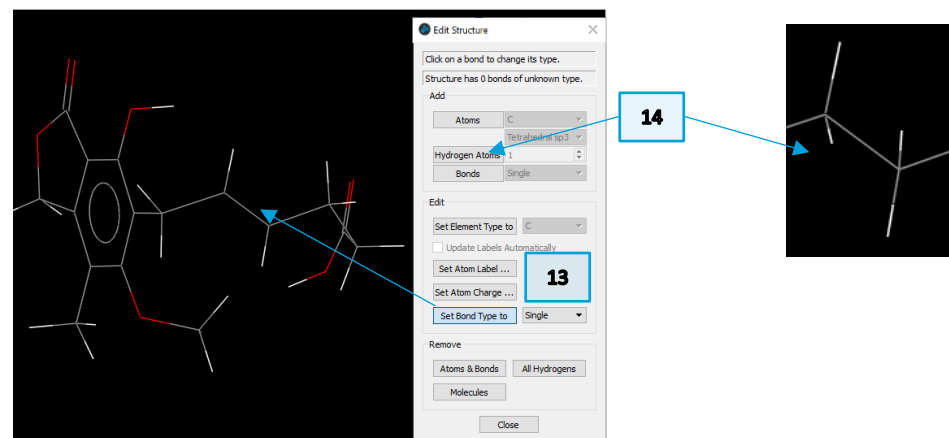 Edit Structure
Click on a bond to change its type.
Structure has 0 bonds of unknown type.
Add
Atoms C
Tetrahedral sp3
Hydrogen Atoms 1
Bonds Single
14
Edit
Set Element Type to C
Update Labels Automatically
Set Atom Label ...
13
Set Atom Charge ...
Set Bond Type to Single
Remove
Atoms & Bonds All Hydrogens
Molecules
Close